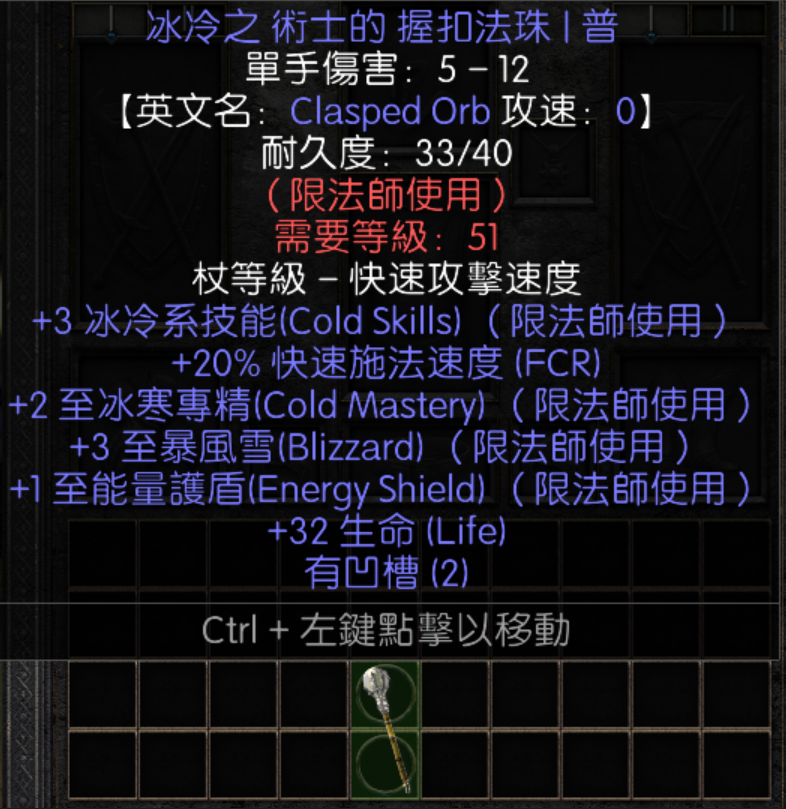 冰冷之 術士的 握扣法珠 | 普
單手傷害： 5 – 12
【英文名： Clasped Orb 攻速： 0】
耐久度： 33/40
（限法師使用）
需要等級： 51
杖等級 – 快速攻擊速度
+3 冰冷系技能(Cold Skills)（限法師使用）
+20% 快速施法速度 (FCR)
+2 至冰寒專精(Cold Mastery)（限法師使用）
+3 至暴風雪(Blizzard)（限法師使用）
+1 至能量護盾(Energy Shield)（限法師使用）
+32 生命 (Life)
有凹槽 (2)
Ctrl + 左鍵點擊以移動